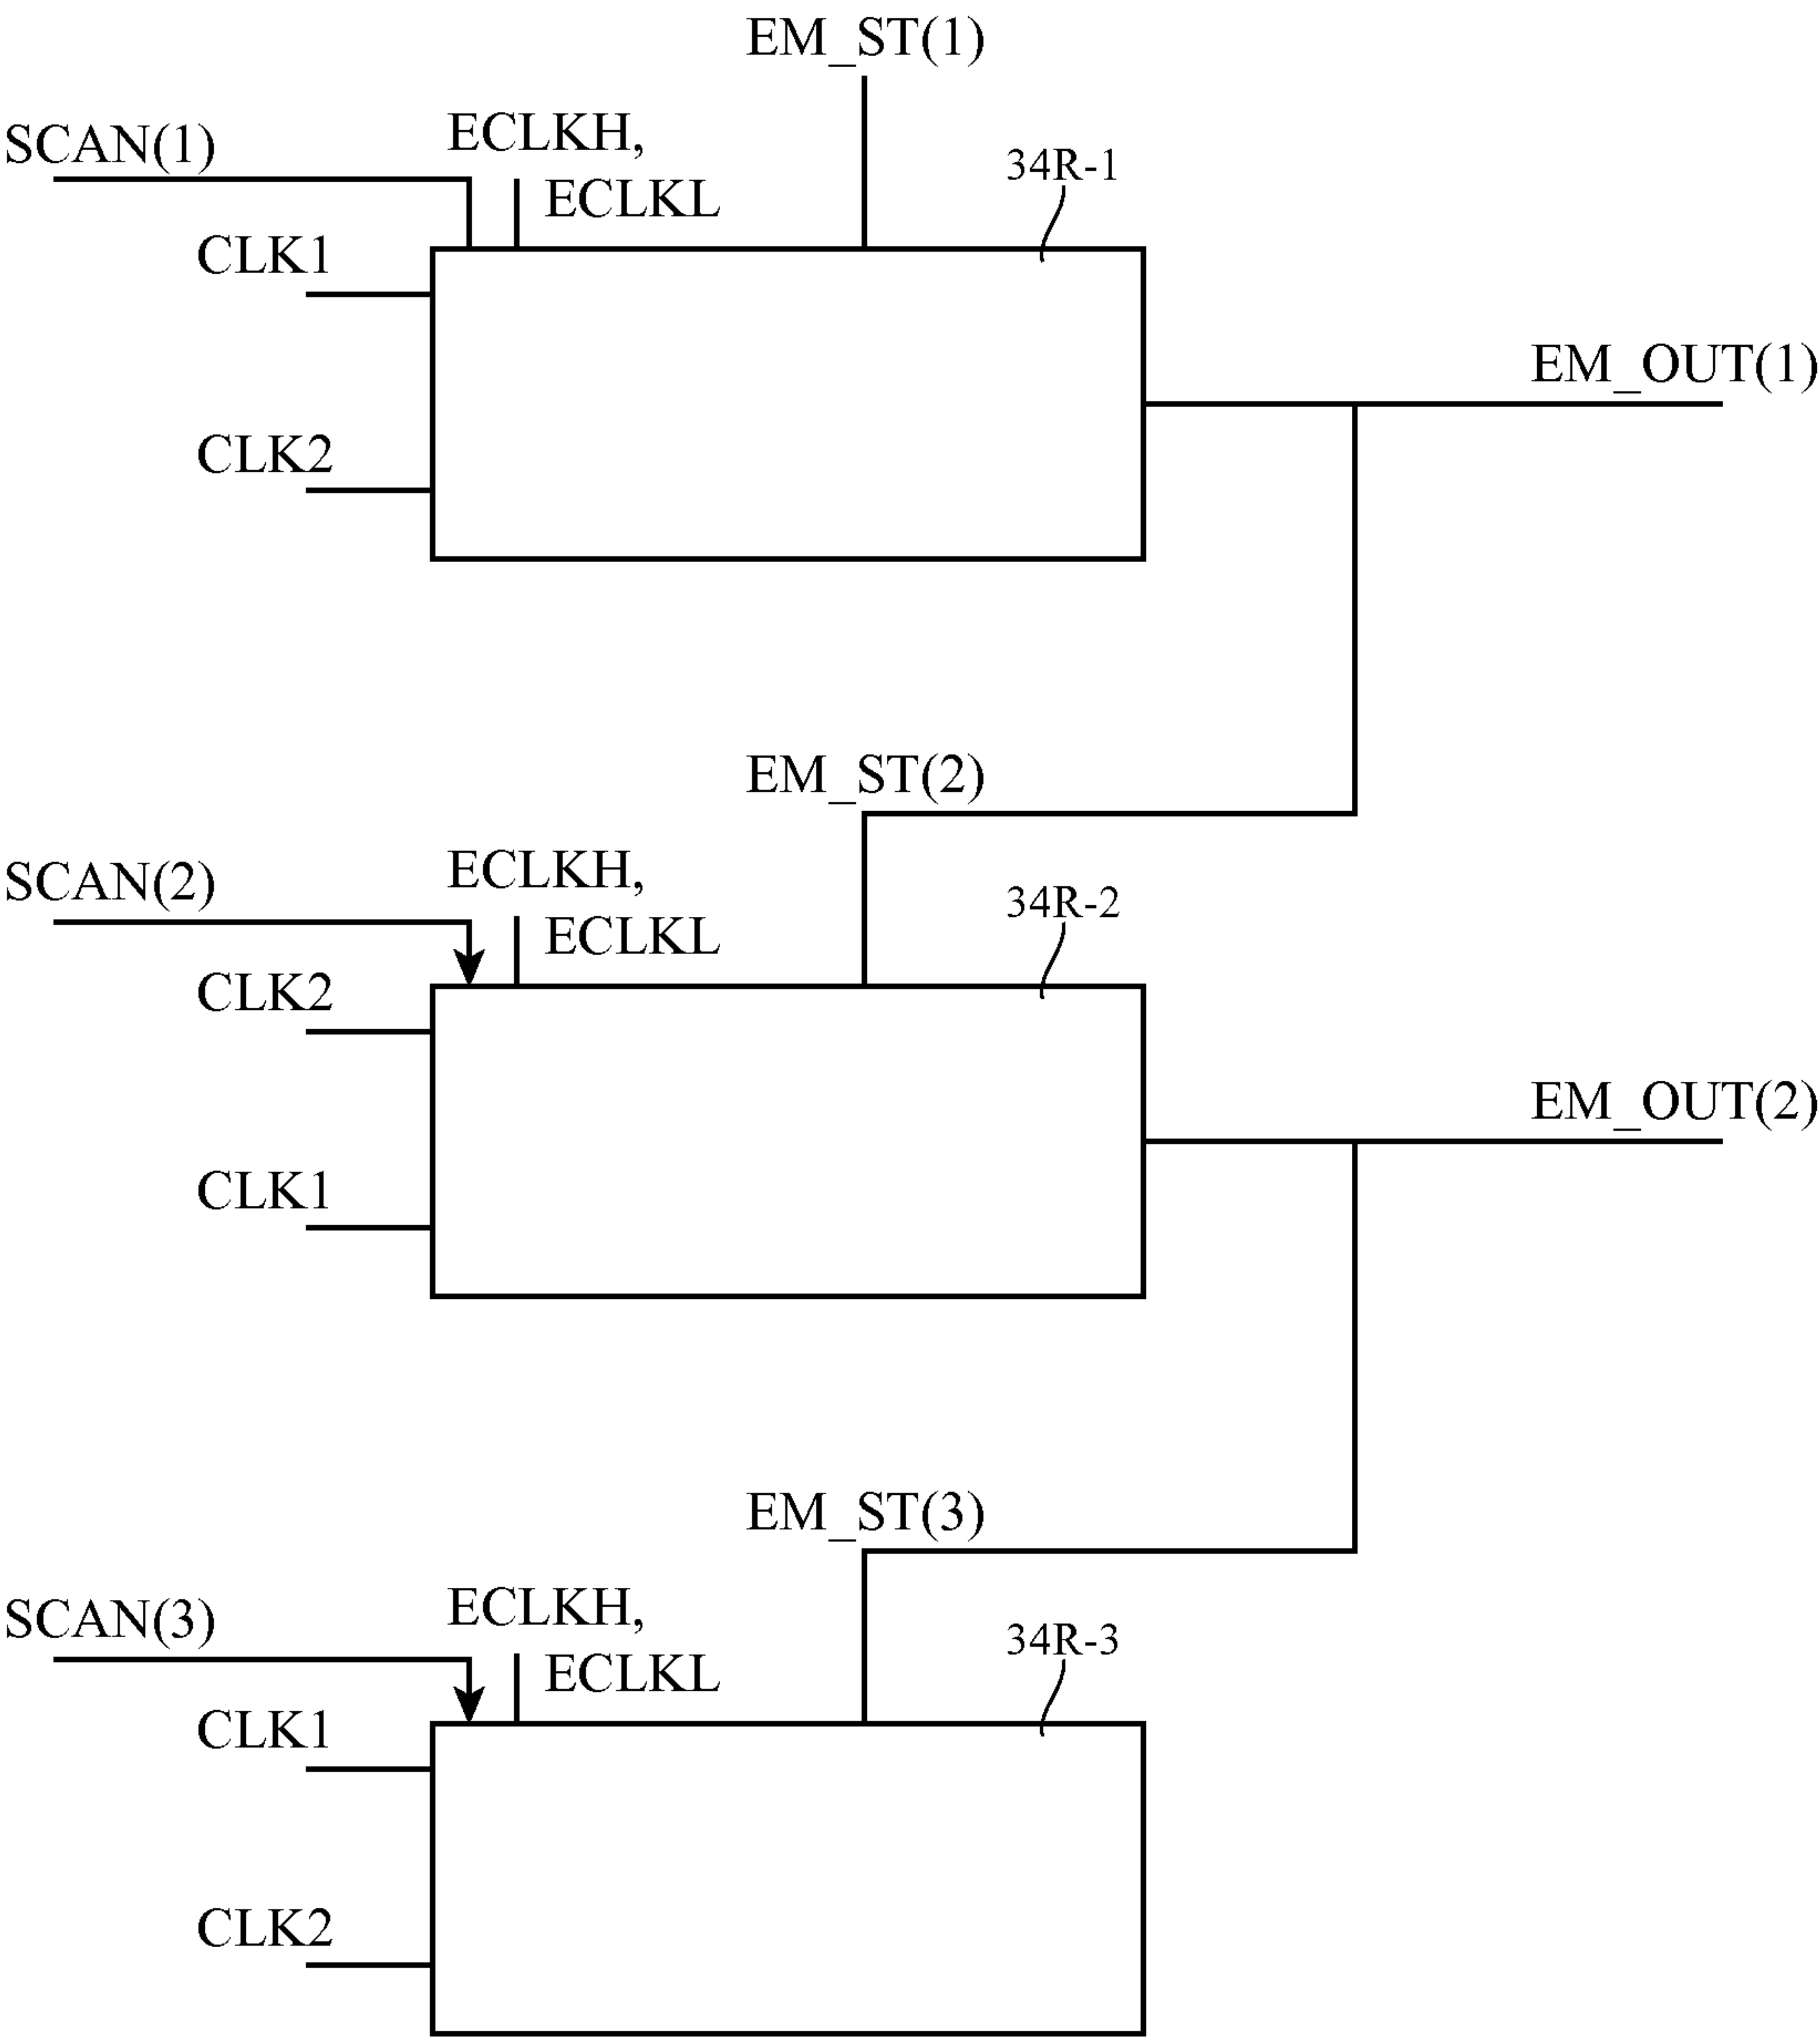 EM_ST(1)
SCAN(1)
ECLKH,
ECLKL
34R-1
CLK1
EM_OUT(1)
CLK2
EM_ST(2)
SCAN(2)
ECLKH,
ECLKL
34R-2
CLK2
EM_OUT(2)
CLK1
EM_ST(3)
SCAN(3)
ECLKH,
ECLKL
34R-3
CLK1
CLK2